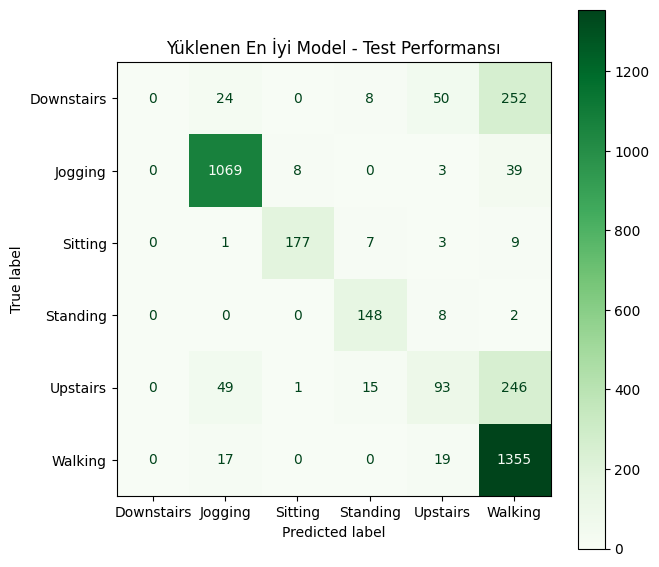 Yüklenen En İyi Model - Test Performansı
True label
Downstairs 0 24 0 8 50 252
Jogging 0 1069 8 0 3 39
Sitting 0 1 177 7 3 9
Standing 0 0 0 148 8 2
Upstairs 0 49 1 15 93 246
Walking 0 17 0 0 19 1355
Downstairs Jogging Sitting Standing Upstairs Walking
Predicted label
1200
1000
800
600
400
200
0